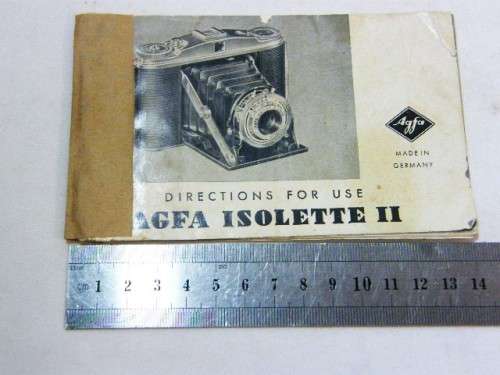 Agfa
MADE IN
GERMANY
DIRECTIONS FOR USE
AGFA ISOLETTE II
cm 1 2 3 4 5 6 7 8 9 10 11 12 13 14